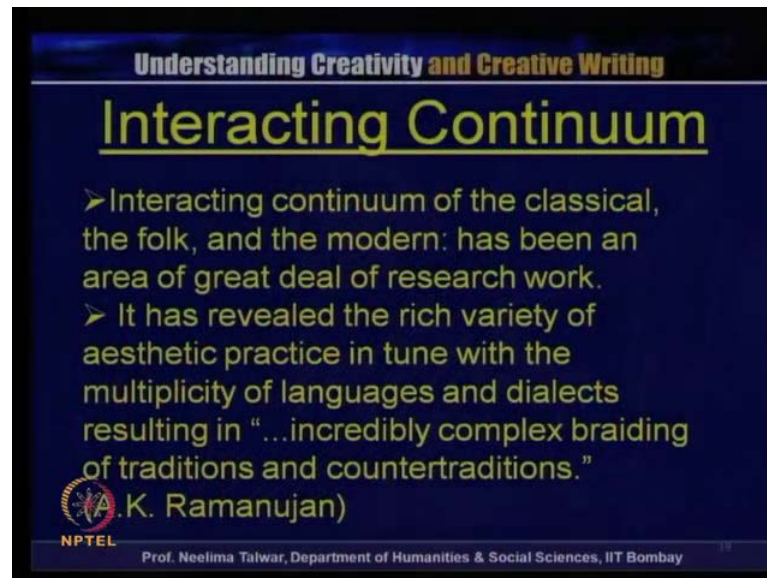 Understanding Creativity and Creative Writing
Interacting Continuum
➢Interacting continuum of the classical,
the folk, and the modern: has been an
area of great deal of research work.
➢ It has revealed the rich variety of
aesthetic practice in tune with the
multiplicity of languages and dialects
resulting in “...incredibly complex braiding
of traditions and countertraditions.”
(A.K. Ramanujan)
NPTEL
Prof. Neelima Talwar, Department of Humanities & Social Sciences, IIT Bombay
19